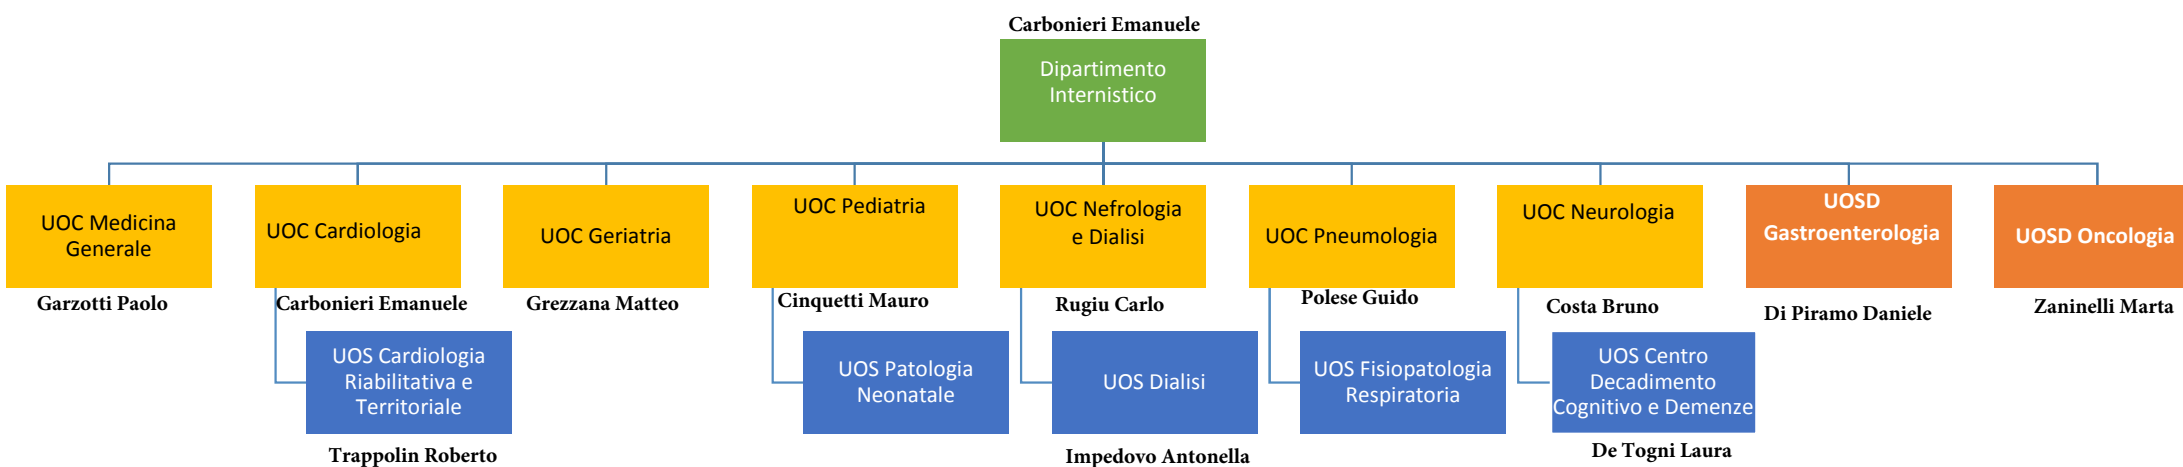 Carbonieri Emanuele
Dipartimento
Internistico
UOC Medicina
Generale
Garzotti Paolo
UOC Cardiologia
Carbonieri Emanuele
UOS Cardiologia
Riabilitativa e
Territoriale
Trappolin Roberto
UOC Geriatria
Grezzana Matteo
UOC Pediatria
Cinquetti Mauro
UOS Patologia
Neonatale
UOC Nefrologia
e Dialisi
Rugiu Carlo
UOS Dialisi
Impedovo Antonella
UOC Pneumologia
Polese Guido
UOS Fisiopatologia
Respiratoria
UOC Neurologia
Costa Bruno
UOS Centro
Decadimento
Cognitivo e Demenze
De Togni Laura
UOSD
Gastroenterologia
Di Piramo Daniele
UOSD Oncologia
Zaninelli Marta